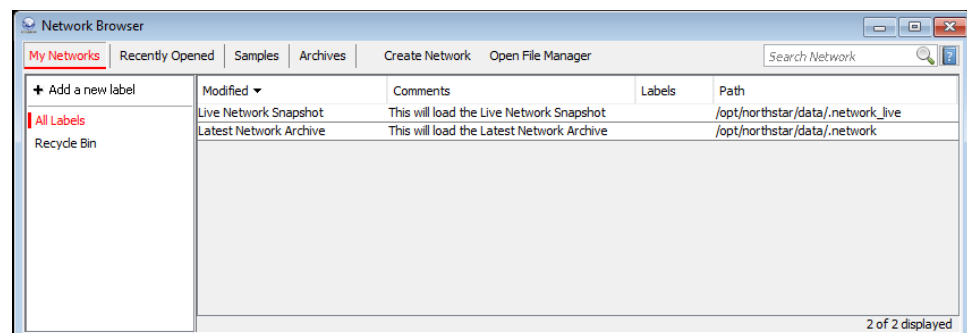 Network Browser
My Networks Recently Opened Samples Archives Create Network Open File Manager Search Network ?
+ Add a new label
All Labels
Recycle Bin
Modified Comments Labels Path
Live Network Snapshot This will load the Live Network Snapshot /opt/northstar/data/.network_live
Latest Network Archive This will load the Latest Network Archive /opt/northstar/data/.network
2 of 2 displayed